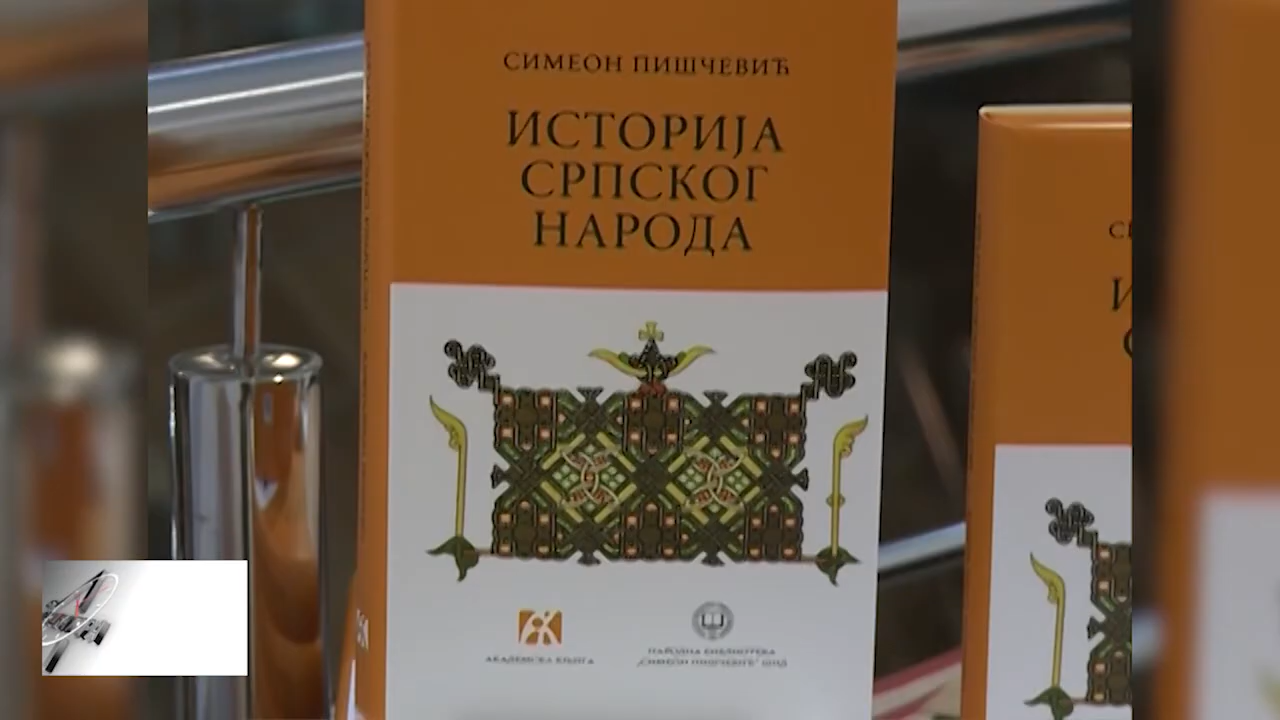 СИМЕОН ПИШЧЕВИЋ
ИСТОРИЈА
СРПСКОГ
НАРОДА
АКАДЕМСКА КЊИГА
НАРОДНА БИБЛИОТЕКА
„СИМЕОН ПИШЧЕВИЋ“ ШИД